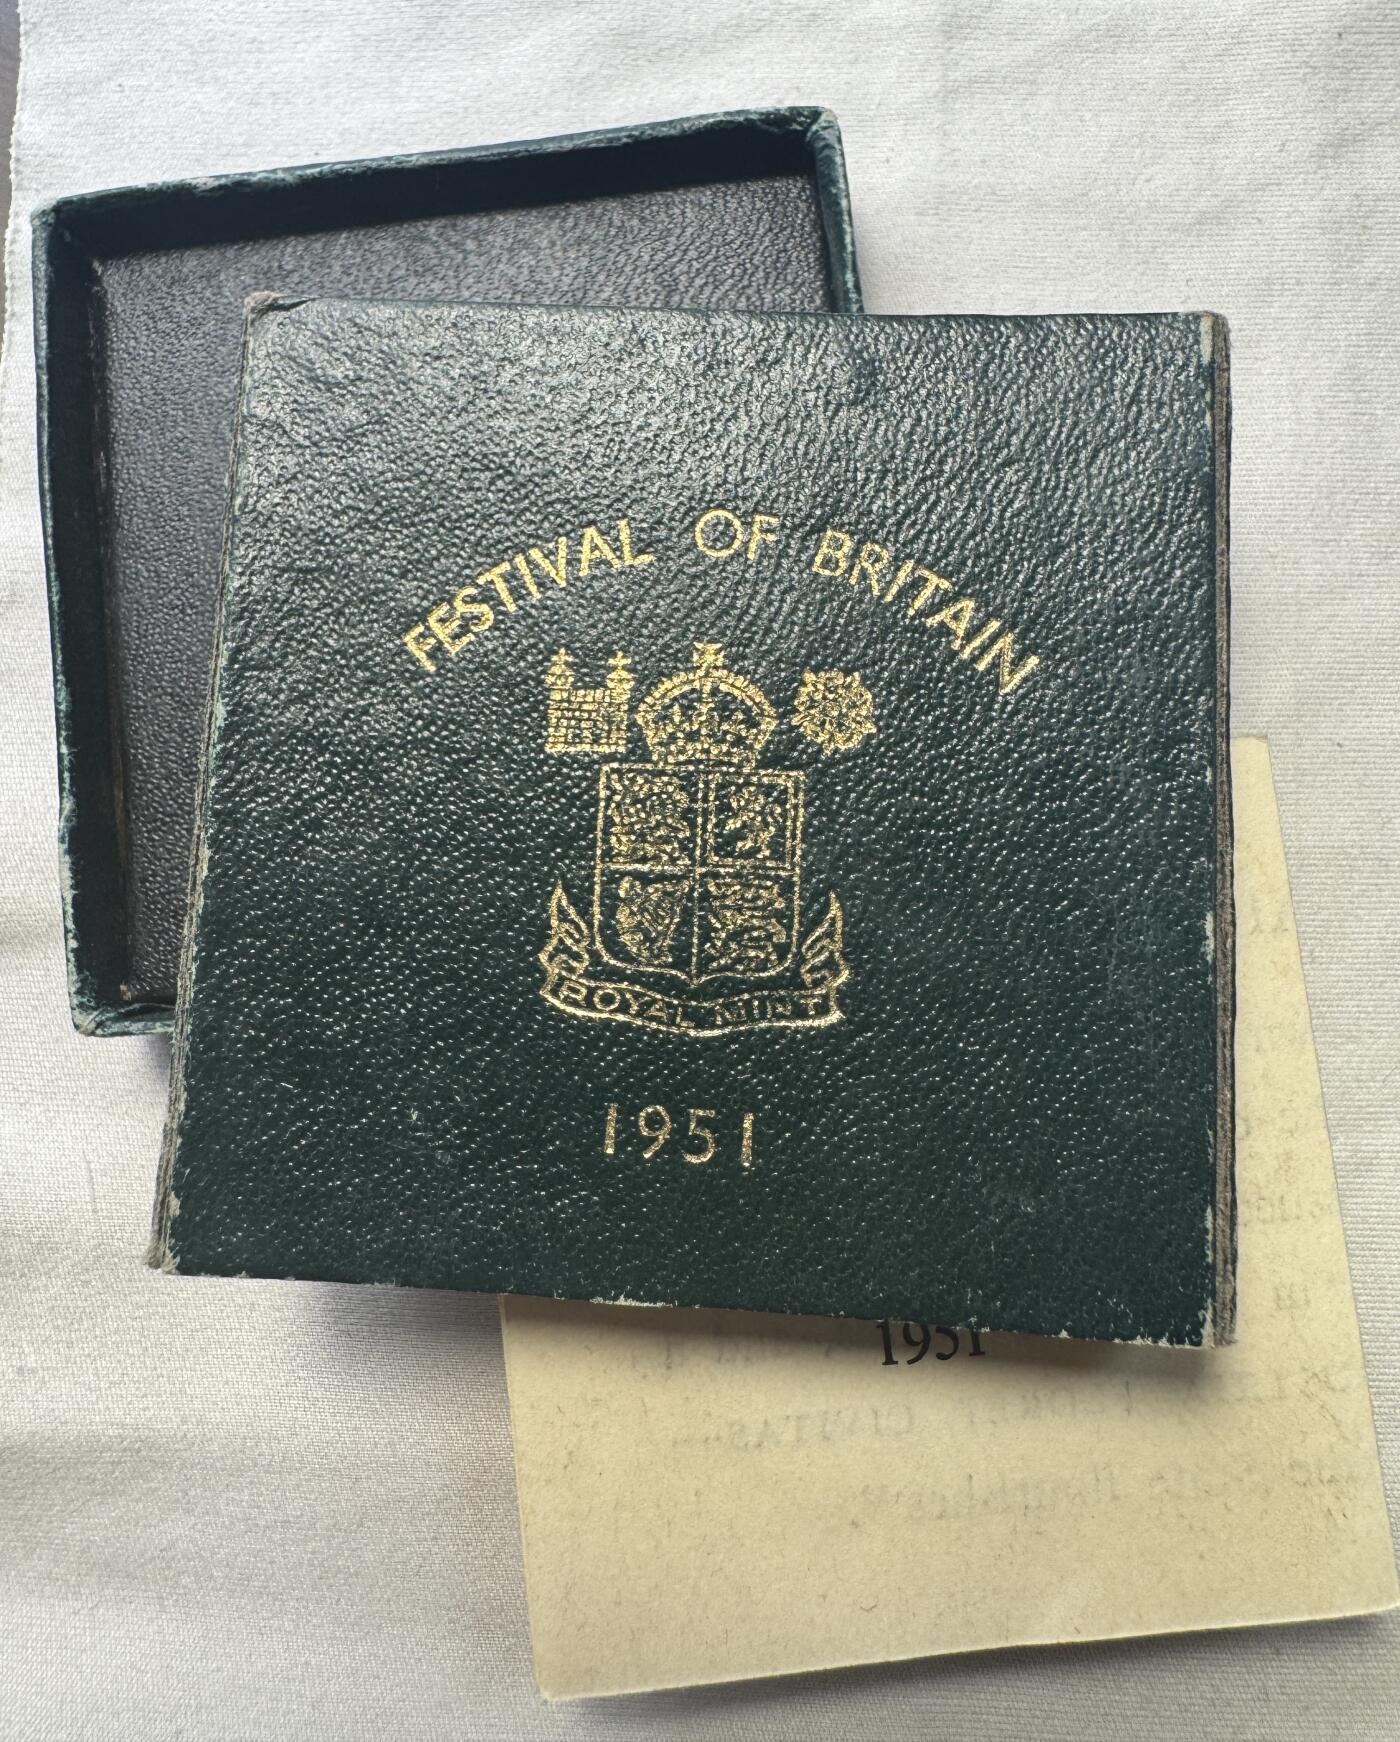 FESTIVAL OF BRITAIN
ROYAL MINT
1951
1951